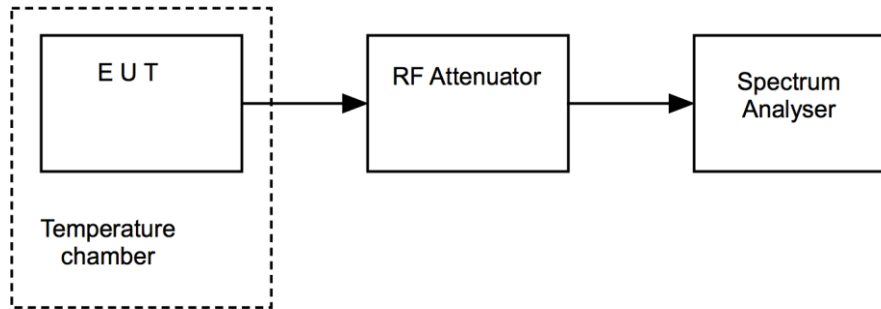 E U T
RF Attenuator
Spectrum
Analyser
Temperature
chamber